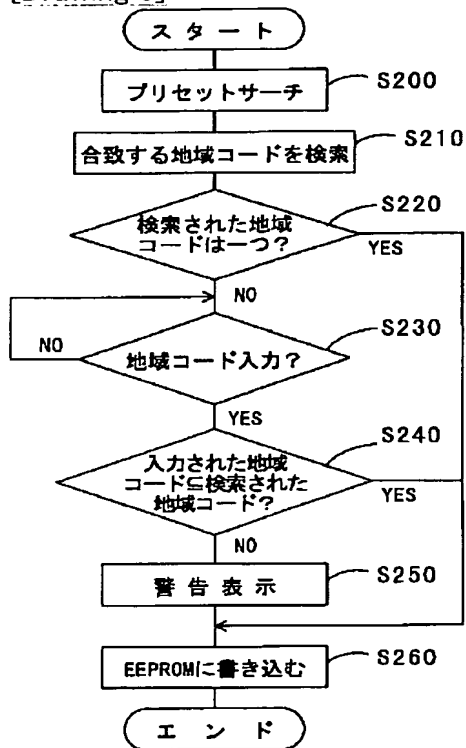 スタート
プリセットサーチ
S200
合致する地域コードを検索
S210
検索された地域
コードは一つ？
S220
YES
NO
地域コード入力？
S230
NO
YES
入力された地域
コード⊆検索された
地域コード？
S240
YES
NO
警告表示
S250
EEPROMに書き込む
S260
エンド